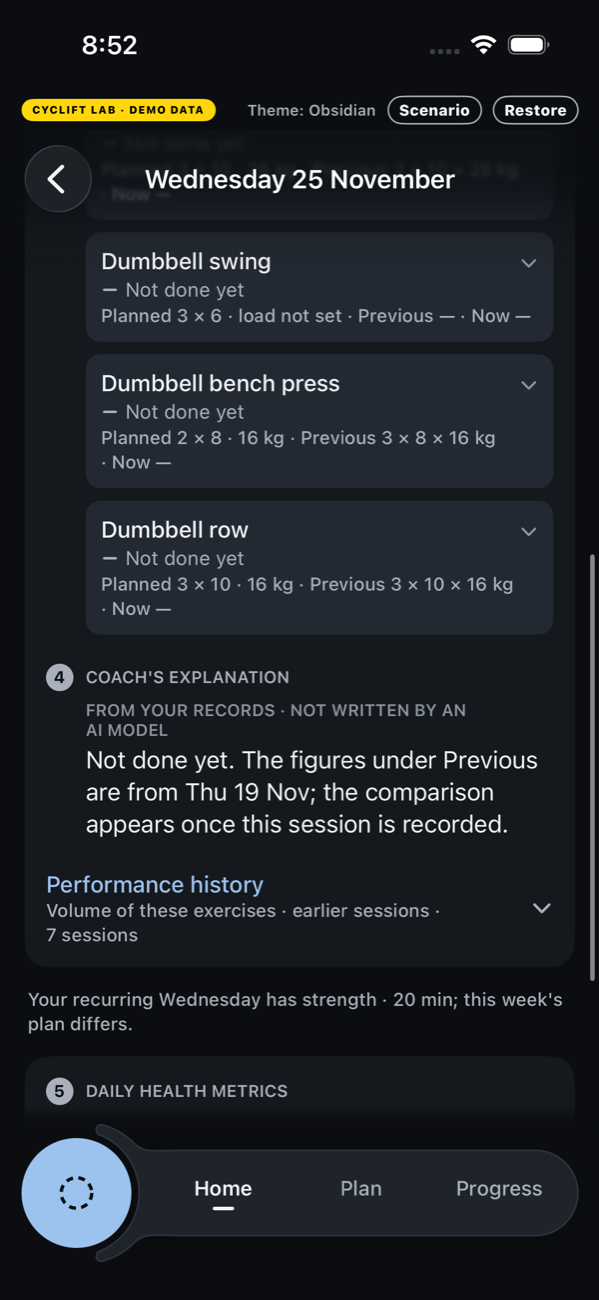 8:52
CYCLIFT LAB · DEMO DATA
Theme: Obsidian
Scenario
Restore
— Not done yet
Wednesday 25 November
· Now —
Dumbbell swing
— Not done yet
Planned 3 × 6 · load not set · Previous — · Now —
Dumbbell bench press
— Not done yet
Planned 2 × 8 · 16 kg · Previous 3 × 8 × 16 kg
· Now —
Dumbbell row
— Not done yet
Planned 3 × 10 · 16 kg · Previous 3 × 10 × 16 kg
· Now —
4 COACH'S EXPLANATION
FROM YOUR RECORDS · NOT WRITTEN BY AN
AI MODEL
Not done yet. The figures under Previous
are from Thu 19 Nov; the comparison
appears once this session is recorded.
Performance history
Volume of these exercises · earlier sessions ·
7 sessions
Your recurring Wednesday has strength · 20 min; this week's
plan differs.
5 DAILY HEALTH METRICS
Home
Plan
Progress